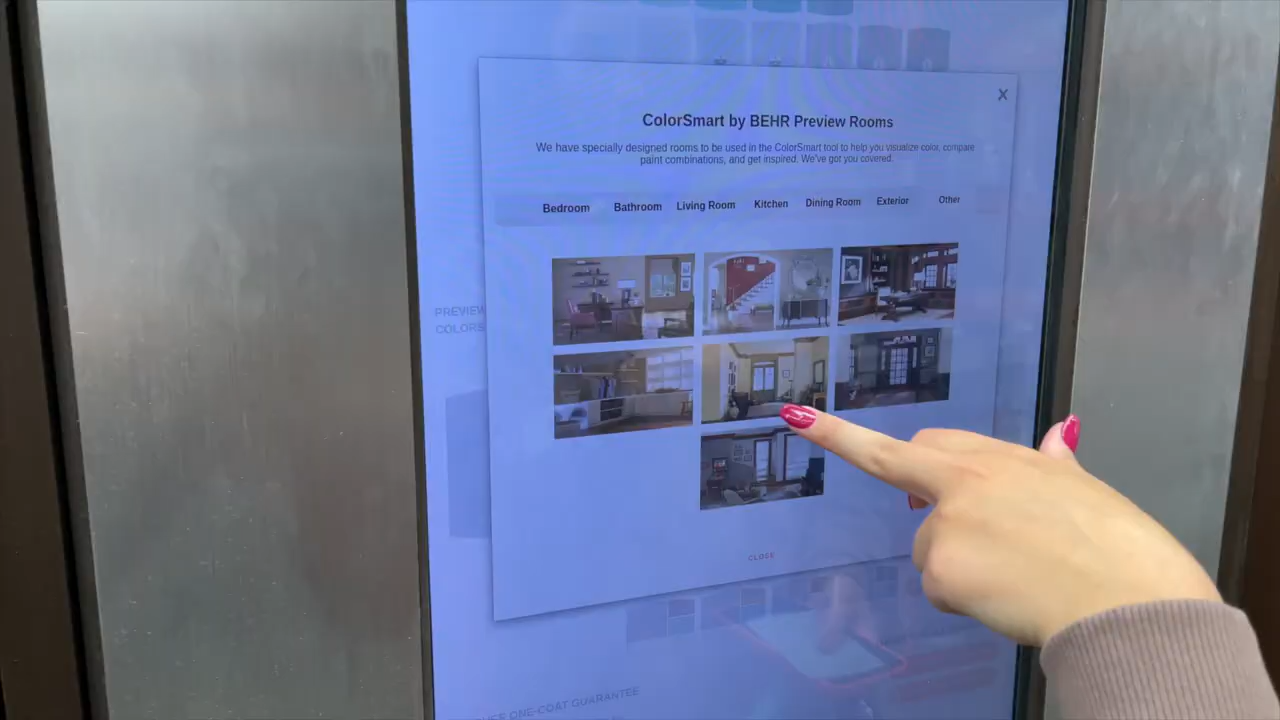 X
ColorSmart by BEHR Preview Rooms
We have specially designed rooms to be used in the ColorSmart tool to help you visualize color, compare
paint combinations, and get inspired. We've got you covered.
Bedroom Bathroom Living Room Kitchen Dining Room Exterior Other
PREVIEW
COLORS
CLOSE
ONE-COAT GUARANTEE